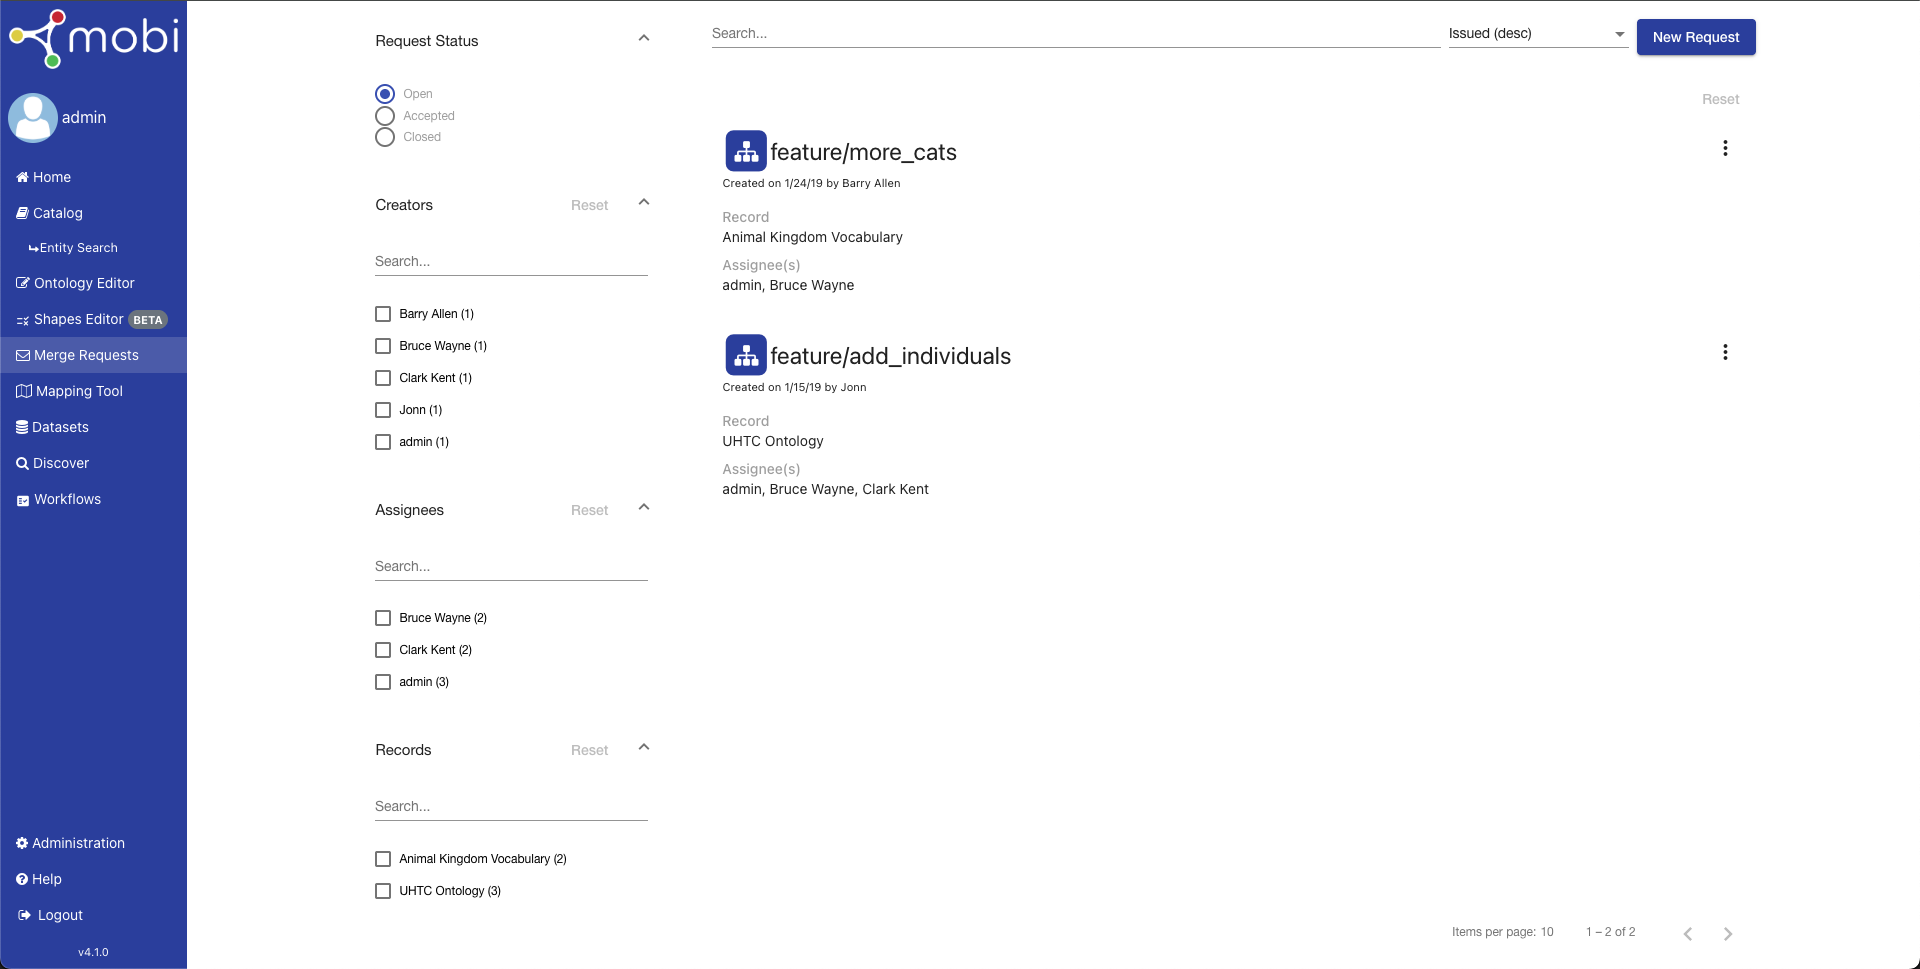 mobi
admin
Home
Catalog
Entity Search
Ontology Editor
Shapes Editor BETA
Merge Requests
Mapping Tool
Datasets
Discover
Workflows
Administration
Help
Logout
v4.1.0
Request Status
Open
Accepted
Closed
Creators Reset
Search...
Barry Allen (1)
Bruce Wayne (1)
Clark Kent (1)
Jonn (1)
admin (1)
Assignees Reset
Search...
Bruce Wayne (2)
Clark Kent (2)
admin (3)
Records Reset
Search...
Animal Kingdom Vocabulary (2)
UHTC Ontology (3)
Search... Issued (desc) New Request
Reset
feature/more_cats
Created on 1/24/19 by Barry Allen
Record
Animal Kingdom Vocabulary
Assignee(s)
admin, Bruce Wayne
feature/add_individuals
Created on 1/15/19 by Jonn
Record
UHTC Ontology
Assignee(s)
admin, Bruce Wayne, Clark Kent
Items per page: 10 1 – 2 of 2